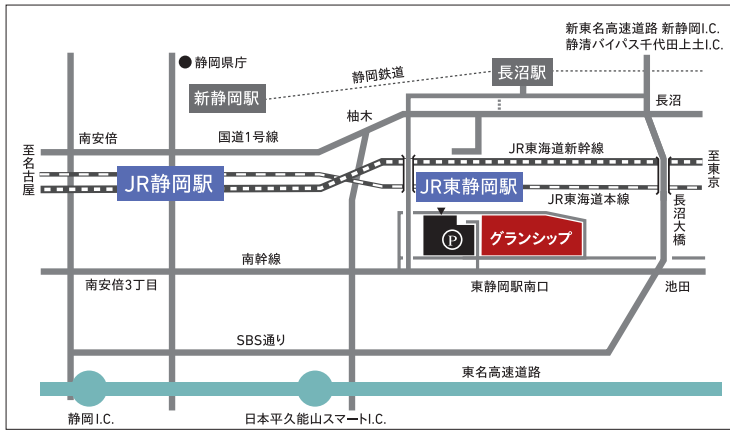 新東名高速道路 新静岡I.C.
静清バイパス千代田上土I.C.
静岡県庁
静岡鉄道
長沼駅
新静岡駅
長沼
柚木
南安倍
国道1号線
至名古屋
JR東海道新幹線
至東京
JR静岡駅
JR東静岡駅
JR東海道本線
長沼大橋
P
グランシップ
南幹線
南安倍3丁目
東静岡駅南口
池田
SBS通り
東名高速道路
静岡I.C.
日本平久能山スマートI.C.